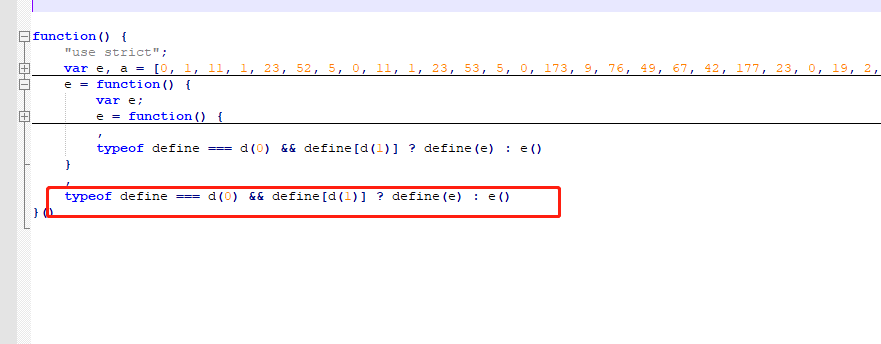 function() {
"use strict";
var e, a = [0, 1, 11, 1, 23, 52, 5, 0, 11, 1, 23, 53, 5, 0, 173, 9, 76, 49, 67, 42, 177, 23, 0, 19, 2,
e = function() {
var e;
e = function() {
,
typeof define === d(0) && define[d(1)] ? define(e) : e()
}
,
typeof define === d(0) && define[d(1)] ? define(e) : e()
}()